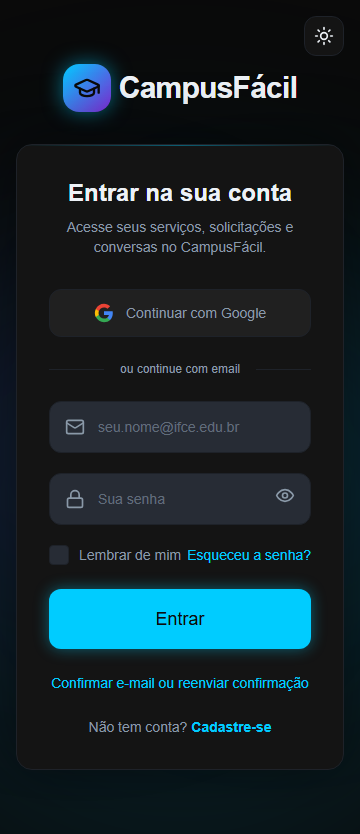 CampusFácil
Entrar na sua conta
Acesse seus serviços, solicitações e
conversas no CampusFácil.
Continuar com Google
ou continue com email
seu.nome@ifce.edu.br
Sua senha
Lembrar de mim Esqueceu a senha?
Entrar
Confirmar e-mail ou reenviar confirmação
Não tem conta? Cadastre-se